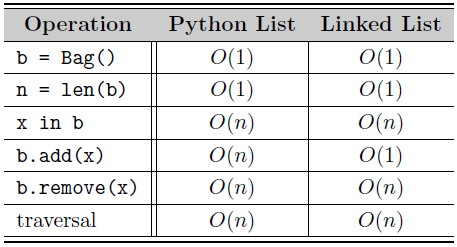 Operation Python List Linked List
b = Bag() O(1) O(1)
n = len(b) O(1) O(1)
x in b O(n) O(n)
b.add(x) O(n) O(1)
b.remove(x) O(n) O(n)
traversal O(n) O(n)